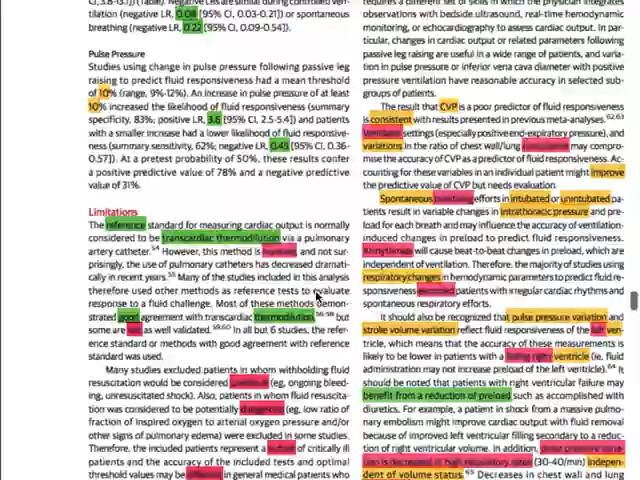 CI, 3.8-13.1) (Table). Negative LRs are similar during controlled ven-
tilation (negative LR, 0.08 [95% CI, 0.03-0.21]) or spontaneous
breathing (negative LR, 0.22 [95% CI, 0.09-0.54]).
Pulse Pressure
Studies using change in pulse pressure following passive leg
raising to predict fluid responsiveness had a mean threshold
of 10% (range, 9%-12%). An increase in pulse pressure of at least
10% increased the likelihood of fluid responsiveness (summary
specificity, 83%; positive LR, 3.6 [95% CI, 2.5-5.4]) and patients
with a smaller increase had a lower likelihood of fluid responsive-
ness (summary sensitivity, 62%; negative LR, 0.45 [95% CI, 0.36-
0.57]). At a pretest probability of 50%, these results confer
a positive predictive value of 78% and a negative predictive
value of 31%.
Limitations
The reference standard for measuring cardiac output is normally
considered to be transcardiac thermodilution via a pulmonary
artery catheter.54 However, this method is and not sur-
prisingly, the use of pulmonary catheters has decreased dramati-
cally in recent years.55 Many of the studies included in this analysis
therefore used other methods as reference tests to evaluate
response to a fluid challenge. Most of these methods demon-
strated good agreement with transcardiac thermodilution,56-58 but
some are not as well validated.59,60 In all but 6 studies, the refer-
ence standard or methods with good agreement with reference
standard was used.
Many studies excluded patients in whom withholding fluid
resuscitation would be considered (eg, ongoing bleed-
ing, unresuscitated shock). Also, patients in whom fluid resuscita-
tion was considered to be potentially dangerous (eg, low ratio of
fraction of inspired oxygen to arterial oxygen pressure and/or
other signs of pulmonary edema) were excluded in some studies.
Therefore, the included patients represent a subset of critically ill
patients and the accuracy of the included tests and optimal
threshold values may be different in general medical patients who
requires a different set of skills in which the physician integrates
observations with bedside ultrasound, real-time hemodynamic
monitoring, or echocardiography to assess cardiac output. In par-
ticular, changes in cardiac output or related parameters following
passive leg raising are useful in a wide range of patients, and varia-
tion in pulse pressure or inferior vena cava diameter with positive
pressure ventilation have reasonable accuracy in selected sub-
groups of patients.
The result that CVP is a poor predictor of fluid responsiveness
is consistent with results presented in previous meta-analyses.62,63
Ventilator settings (especially positive end-expiratory pressure), and
variations in the ratio of chest wall/lung compliance may compro-
mise the accuracy of CVP as a predictor of fluid responsiveness. Ac-
counting for these variables in an individual patient might improve
the predictive value of CVP but needs evaluation.
Spontaneous breathing efforts in intubated or nonintubated pa-
tients result in variable changes in intrathoracic pressure and pre-
load for each and may influence the accuracy of ventilation-
induced changes in preload to predict fluid responsiveness.
Arrhythmias will cause beat-to-beat changes in preload, which are
independent of ventilation. Therefore, the majority of studies using
respiratory changes in hemodynamic parameters to predict fluid re-
sponsiveness excluded patients with irregular cardiac rhythms and
spontaneous respiratory efforts.
It should also be recognized that pulse pressure variation and
stroke volume variation reflect fluid responsiveness of the left ven-
tricle, which means that the accuracy of these measurements is
likely to be lower in patients with a failing right ventricle (ie, fluid
administration may not increase preload of the left ventricle).64 It
should be noted that patients with right ventricular failure may
benefit from a reduction of preload such as accomplished with
diuretics. For example, a patient in shock from a massive pulmo-
nary embolism might improve cardiac output with fluid removal
because of improved left ventricular filling secondary to a reduc-
tion of right ventricular volume. In addition, pulse pressure varia-
tion is decreased at high respiratory rates (30-40/min) indepen-
dent of volume status.65 Decreases in chest wall and lung